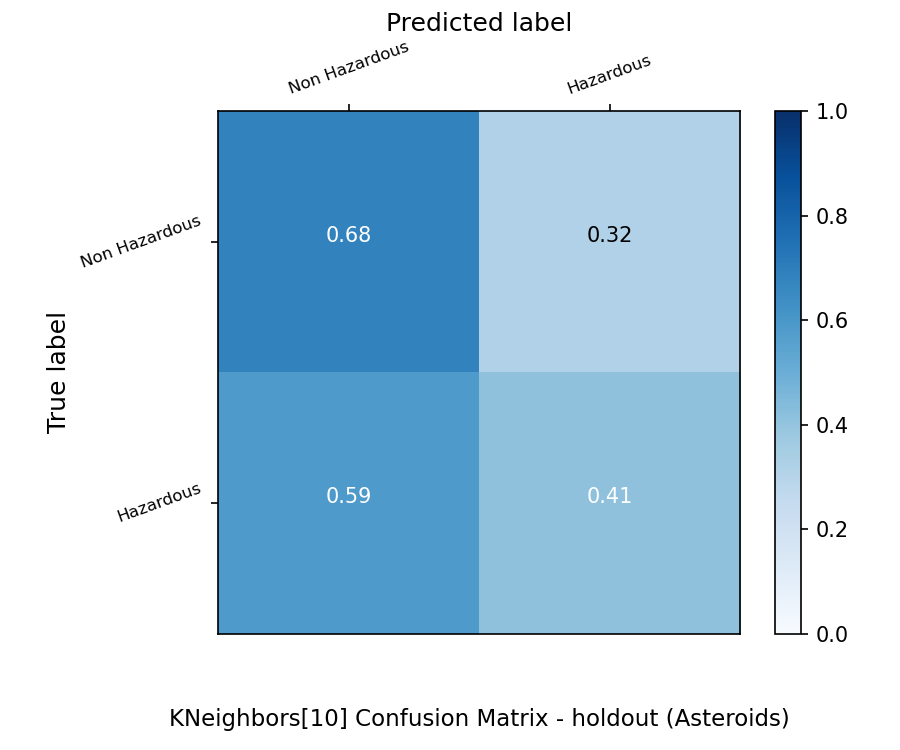 Predicted label
Non Hazardous
Hazardous
Non Hazardous
Hazardous
True label
0.68
0.32
0.59
0.41
1.0
0.8
0.6
0.4
0.2
0.0
KNeighbors[10] Confusion Matrix - holdout (Asteroids)